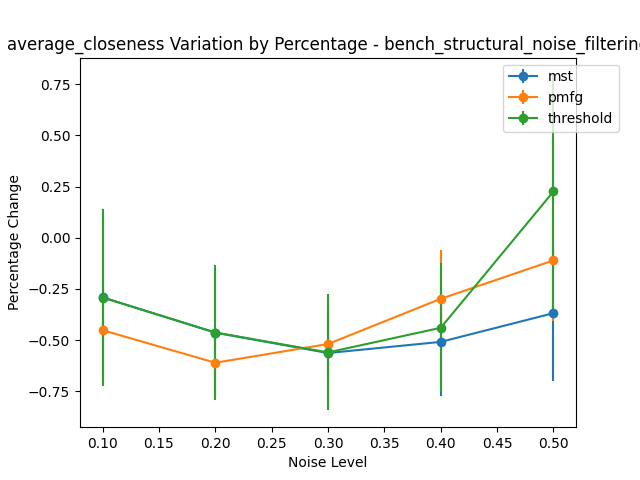 average_closeness Variation by Percentage - bench_structural_noise_filtering
mst
pmfg
threshold
Percentage Change
0.75
0.50
0.25
0.00
−0.25
−0.50
−0.75
0.10 0.15 0.20 0.25 0.30 0.35 0.40 0.45 0.50
Noise Level